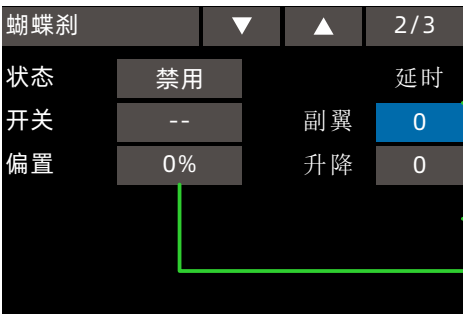 蝴蝶刹 ▼ ▲ 2/3
状态 禁用 延时
开关 -- 副翼 0
偏置 0% 升降 0